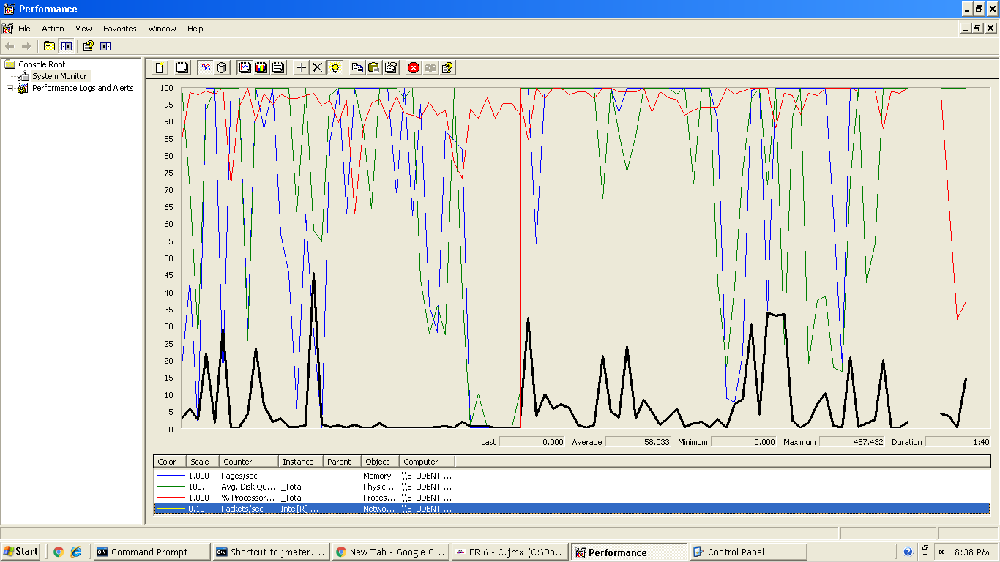 Performance
File Action View Favorites Window Help
Console Root
System Monitor
Performance Logs and Alerts
100
95
90
85
80
75
70
65
60
55
50
45
40
35
30
25
20
15
10
5
0
Last 0.000 Average 58.033 Minimum 0.000 Maximum 457.432 Duration 1:40
Color Scale Counter Instance Parent Object Computer
1.000 Pages/sec --- --- Memory \\STUDENT-...
100.... Avg. Disk Qu... _Total --- Physic... \\STUDENT-...
1.000 % Processor... _Total --- Proces... \\STUDENT-...
0.10... Packets/sec Intel[R] ... --- Netwo... \\STUDENT-...
Start Command Prompt Shortcut to jmeter.... New Tab - Google C... FR 6 - C.jmx (C:\Do... Performance Control Panel 8:38 PM